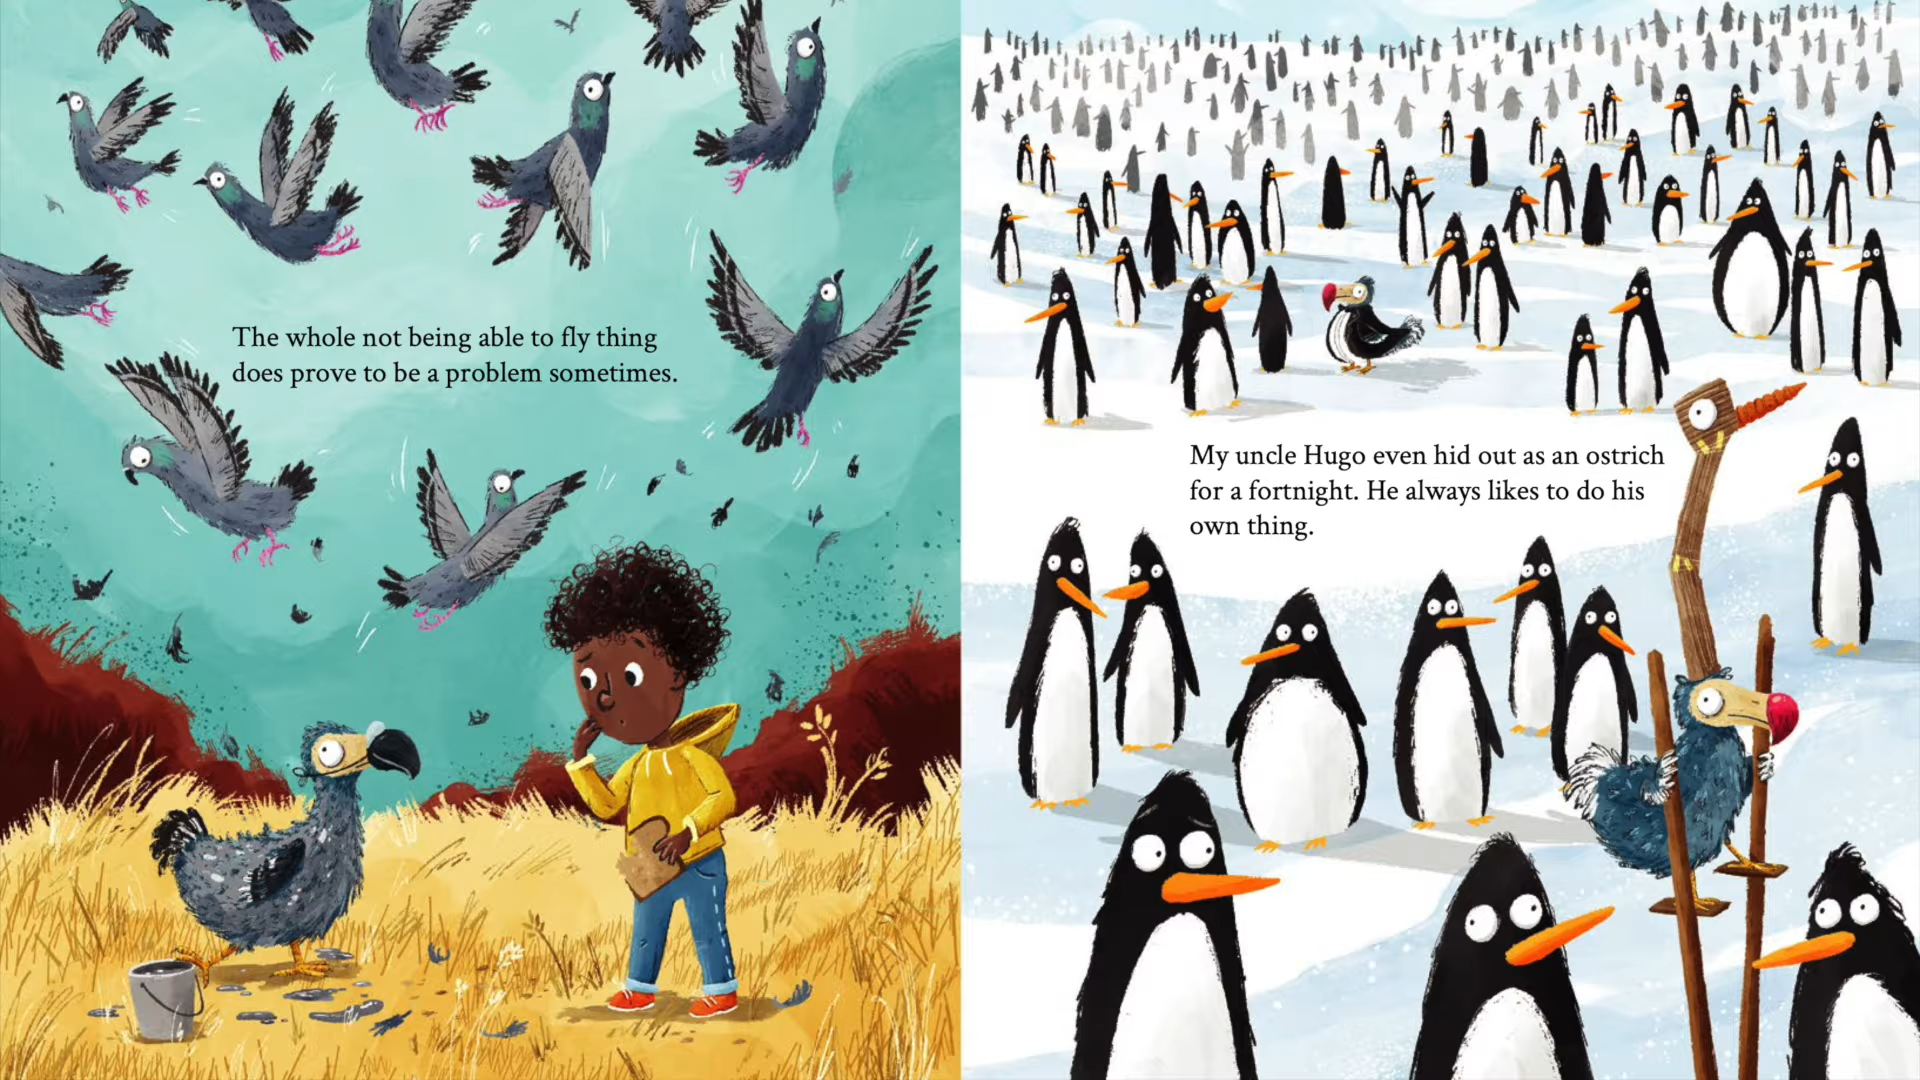 The whole not being able to fly thing
does prove to be a problem sometimes.
My uncle Hugo even hid out as an ostrich
for a fortnight. He always likes to do his
own thing.